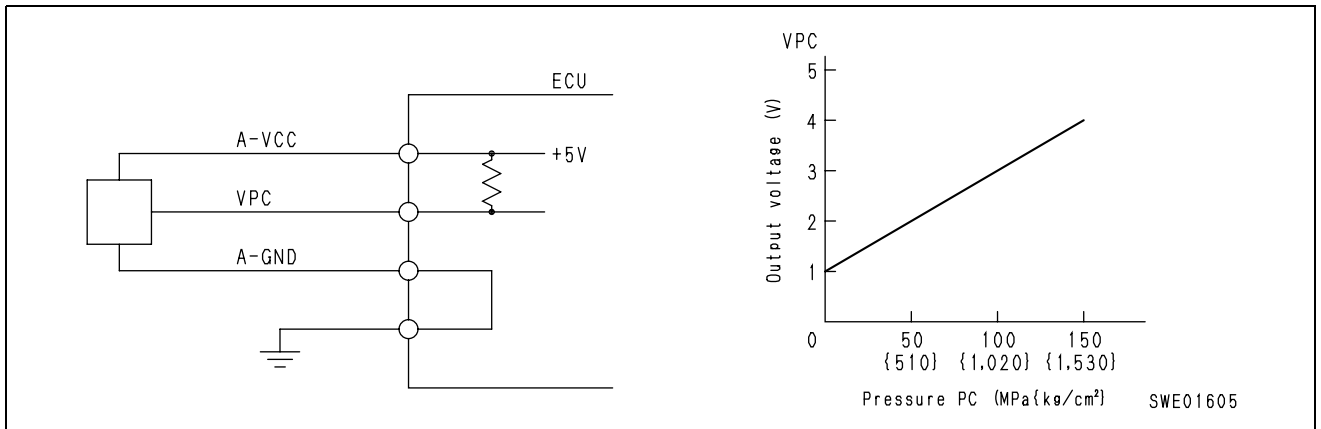 ECU
A-VCC
+5V
VPC
A-GND
VPC
Output voltage (V)
5
4
3
2
1
0 50 100 150
{510} {1,020} {1,530}
Pressure PC (MPa{kg/cm²}
SWE01605